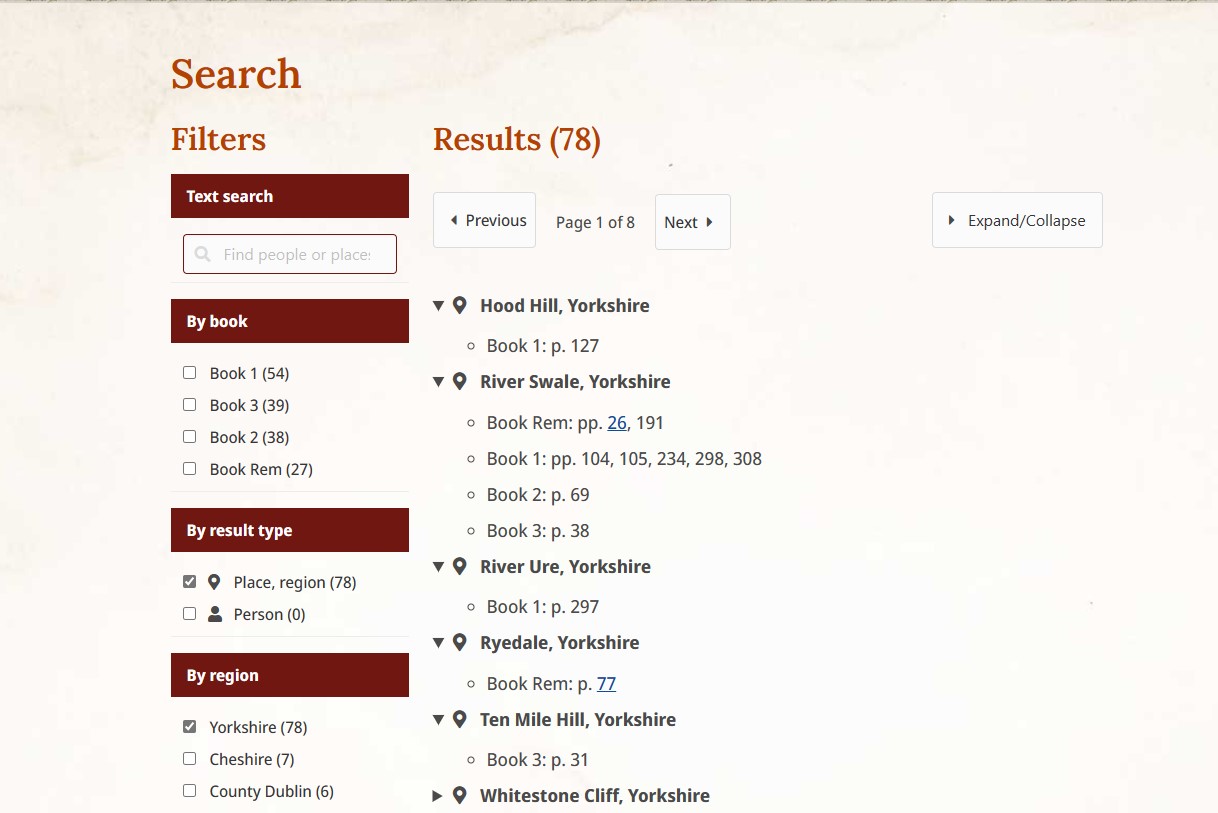 Search
Filters
Text search
Find people or places
By book
Book 1 (54)
Book 3 (39)
Book 2 (38)
Book Rem (27)
By result type
Place, region (78)
Person (0)
By region
Yorkshire (78)
Cheshire (7)
County Dublin (6)
Results (78)
Previous
Page 1 of 8
Next
Expand/Collapse
Hood Hill, Yorkshire
Book 1: p. 127
River Swale, Yorkshire
Book Rem: pp. 26, 191
Book 1: pp. 104, 105, 234, 298, 308
Book 2: p. 69
Book 3: p. 38
River Ure, Yorkshire
Book 1: p. 297
Ryedale, Yorkshire
Book Rem: p. 77
Ten Mile Hill, Yorkshire
Book 3: p. 31
Whitestone Cliff, Yorkshire